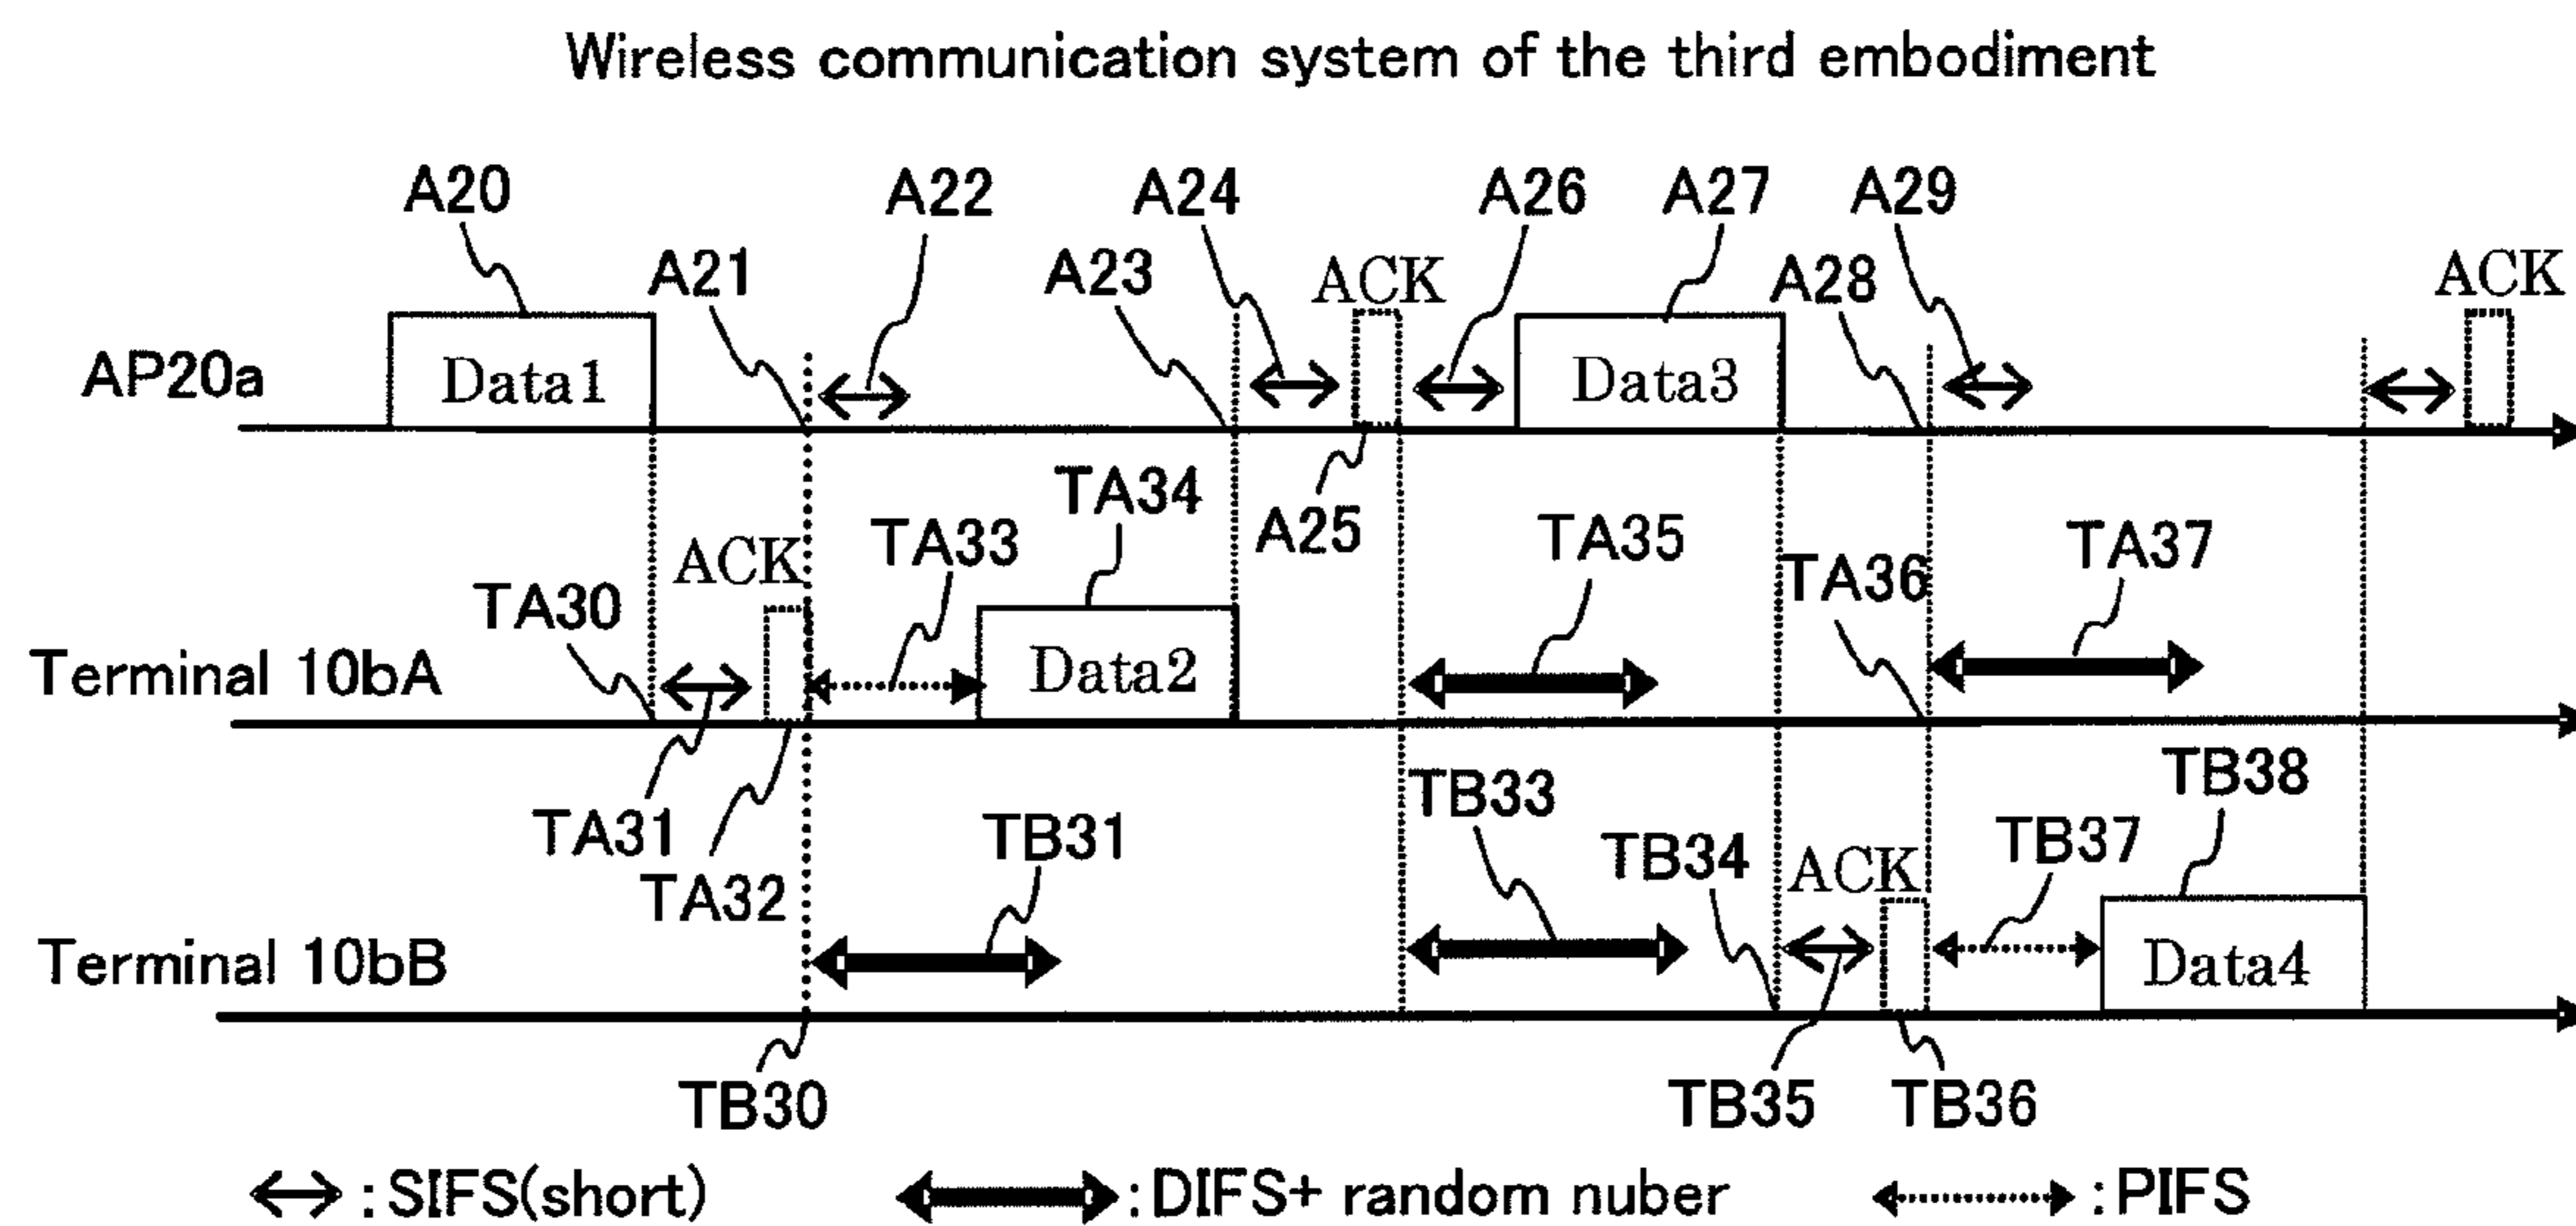 Wireless communication system of the third embodiment
A20 A22 A24 A26 A27 A29
A21 A23 ACK A28 ACK
AP20a Data1 Data3
A25
TA34
TA33 TA35 TA37
ACK TA36
TA30
Terminal 10bA Data2
TA31 TB31 TB33 TB38
TA32 TB34 ACK TB37
Terminal 10bB Data4
TB30 TB35 TB36
:SIFS(short) :DIFS+ random nuber :PIFS